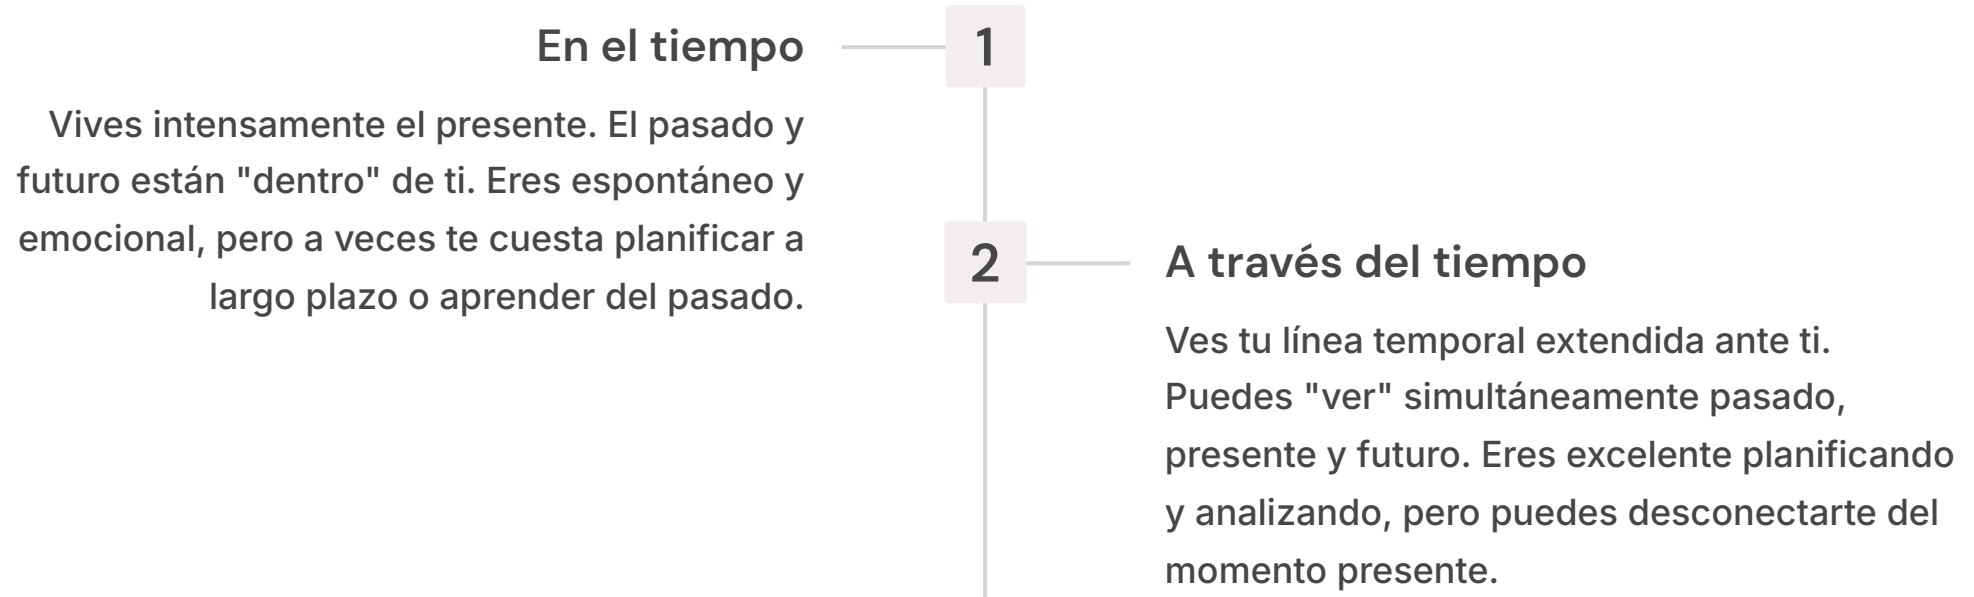 En el tiempo
1
Vives intensamente el presente. El pasado y
futuro están "dentro" de ti. Eres espontáneo y
emocional, pero a veces te cuesta planificar a
largo plazo o aprender del pasado.
2
A través del tiempo
Ves tu línea temporal extendida ante ti.
Puedes "ver" simultáneamente pasado,
presente y futuro. Eres excelente planificando
y analizando, pero puedes desconectarte del
momento presente.